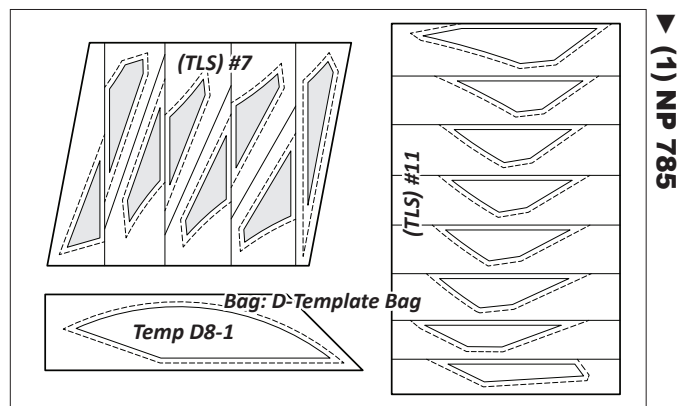 (TLS) #7
(TLS) #11
Bag: D-Template Bag
Temp D8-1
▶ (1) NP 785